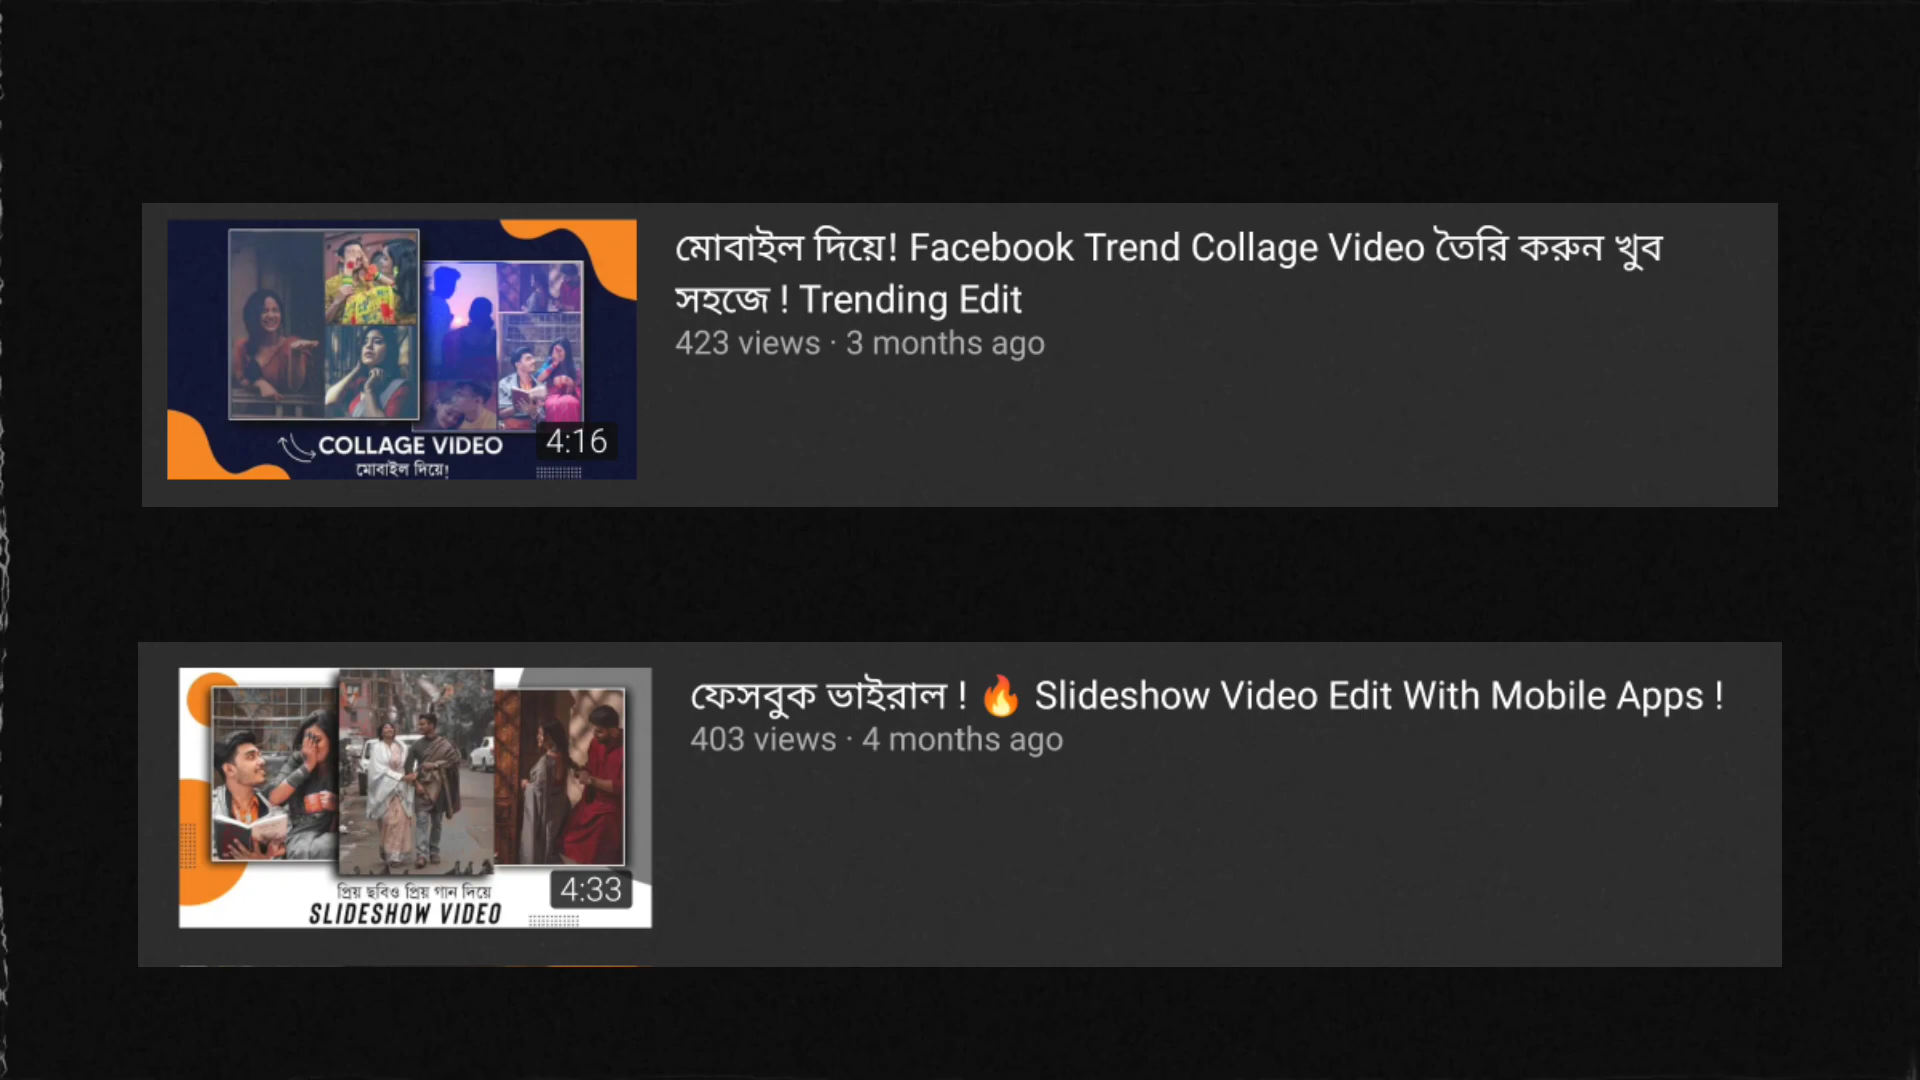 মোবাইল দিয়ে! Facebook Trend Collage Video তৈরি করুন খুব
সহজে ! Trending Edit
423 views · 3 months ago
COLLAGE VIDEO
মোবাইল দিয়ে!
4:16
ফেসবুক ভাইরাল ! 🔥 Slideshow Video Edit With Mobile Apps !
403 views · 4 months ago
প্রিয় ছবিও প্রিয় গান দিয়ে
SLIDESHOW VIDEO
4:33